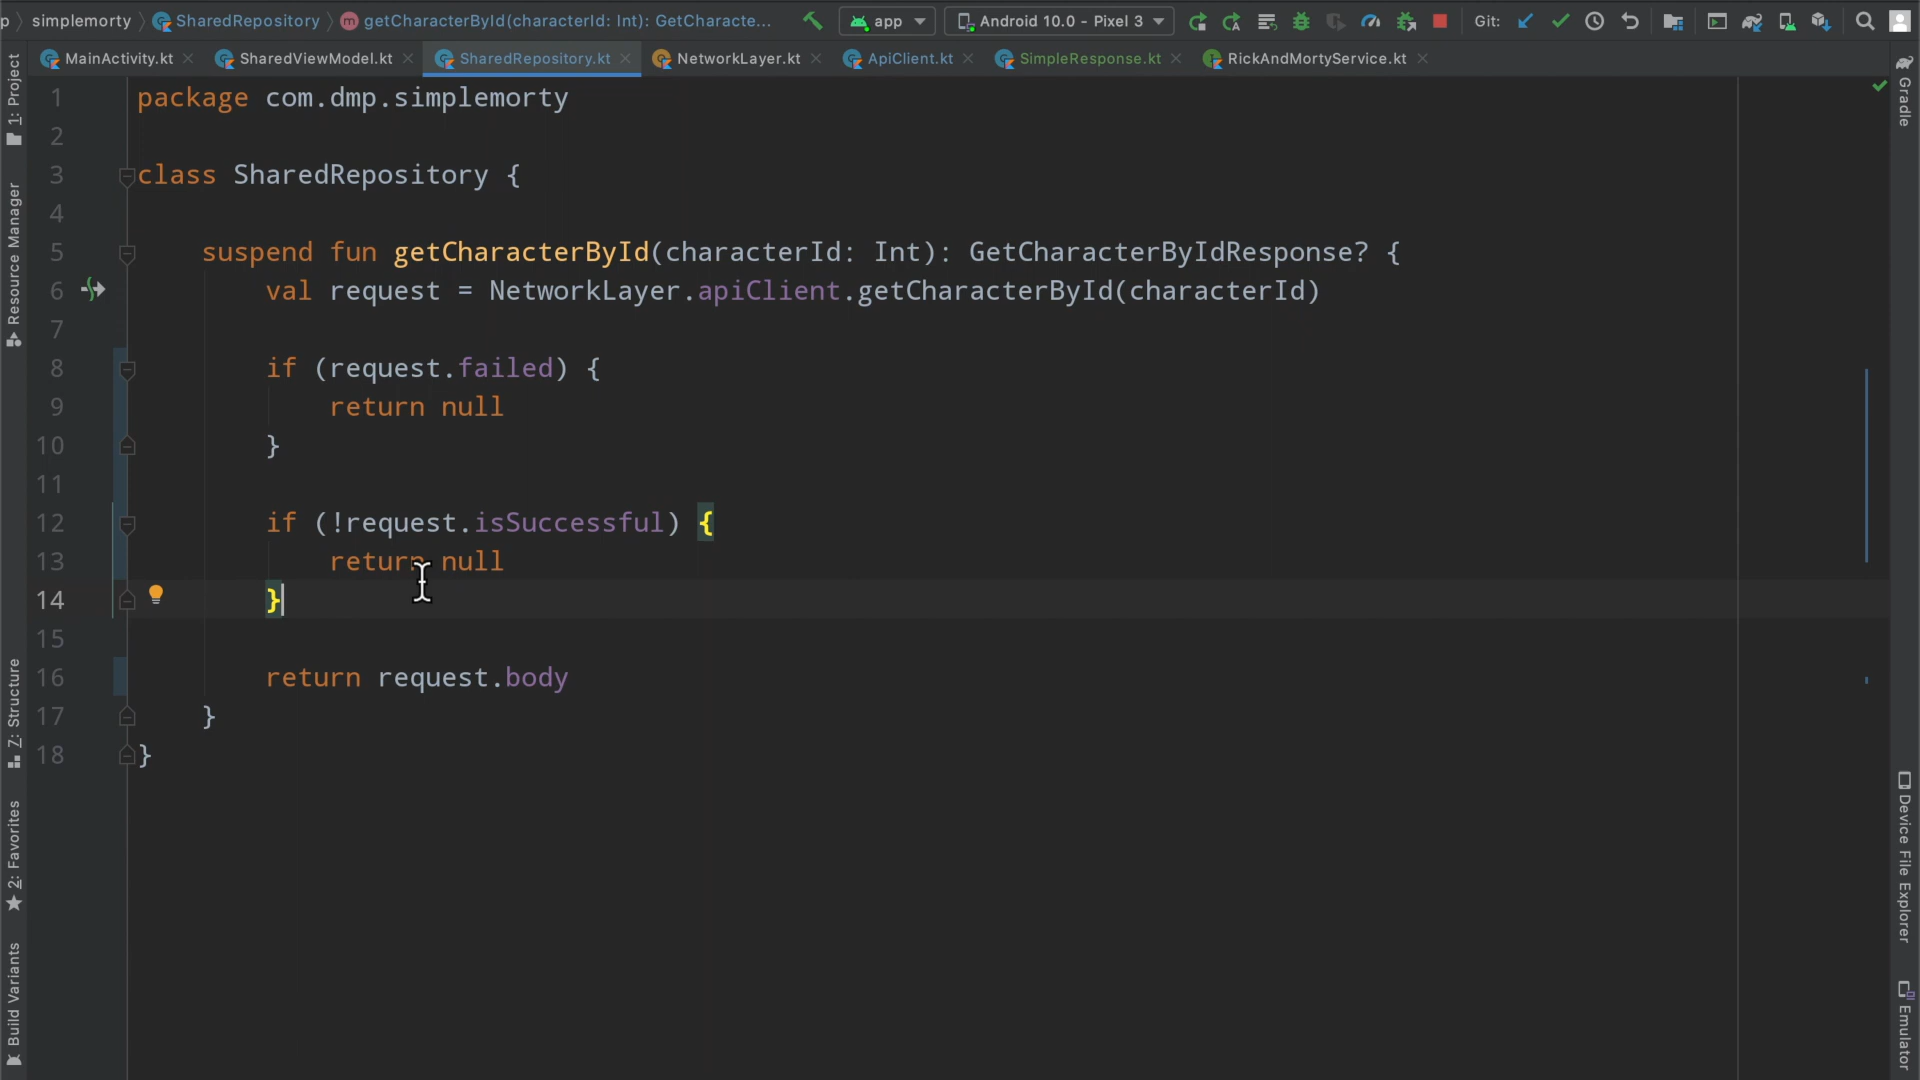 p simplemorty SharedRepository m getCharacterById(characterId: Int): GetCharacte... app Android 10.0 - Pixel 3 Git:
MainActivity.kt SharedViewModel.kt SharedRepository.kt NetworkLayer.kt ApiClient.kt SimpleResponse.kt RickAndMortyService.kt
1: Project
Resource Manager
Z: Structure
2: Favorites
Build Variants
1 package com.dmp.simplemorty
2
3 class SharedRepository {
4
5 suspend fun getCharacterById(characterId: Int): GetCharacterByIdResponse? {
6 val request = NetworkLayer.apiClient.getCharacterById(characterId)
7
8 if (request.failed) {
9 return null
10 }
11
12 if (!request.isSuccessful) {
13 return null
14 }
15
16 return request.body
17 }
18 }
Gradle
Device File Explorer
Emulator